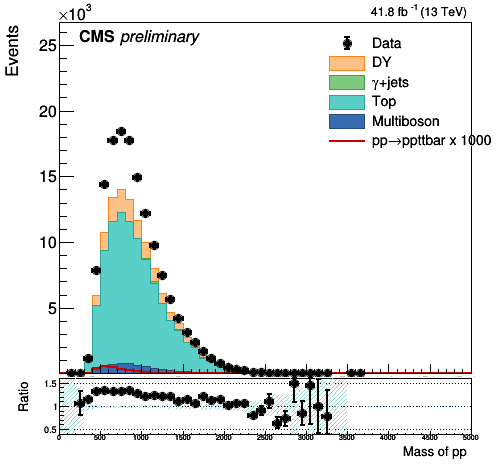 ×10³
41.8 fb⁻¹ (13 TeV)
CMS preliminary
Events
25
20
15
10
5
Data
DY
γ+jets
Top
Multiboson
pp→ppttbar x 1000
Ratio
1.5
1
0.5
0 500 1000 1500 2000 2500 3000 3500 4000 4500 5000
Mass of pp